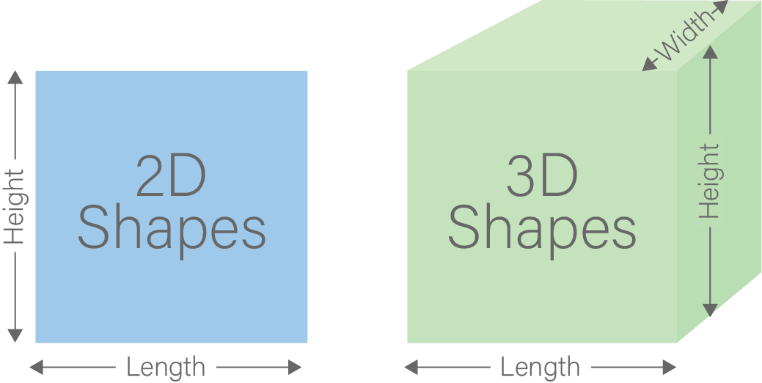 2D
Shapes
Height
Length
3D
Shapes
Width
Height
Length